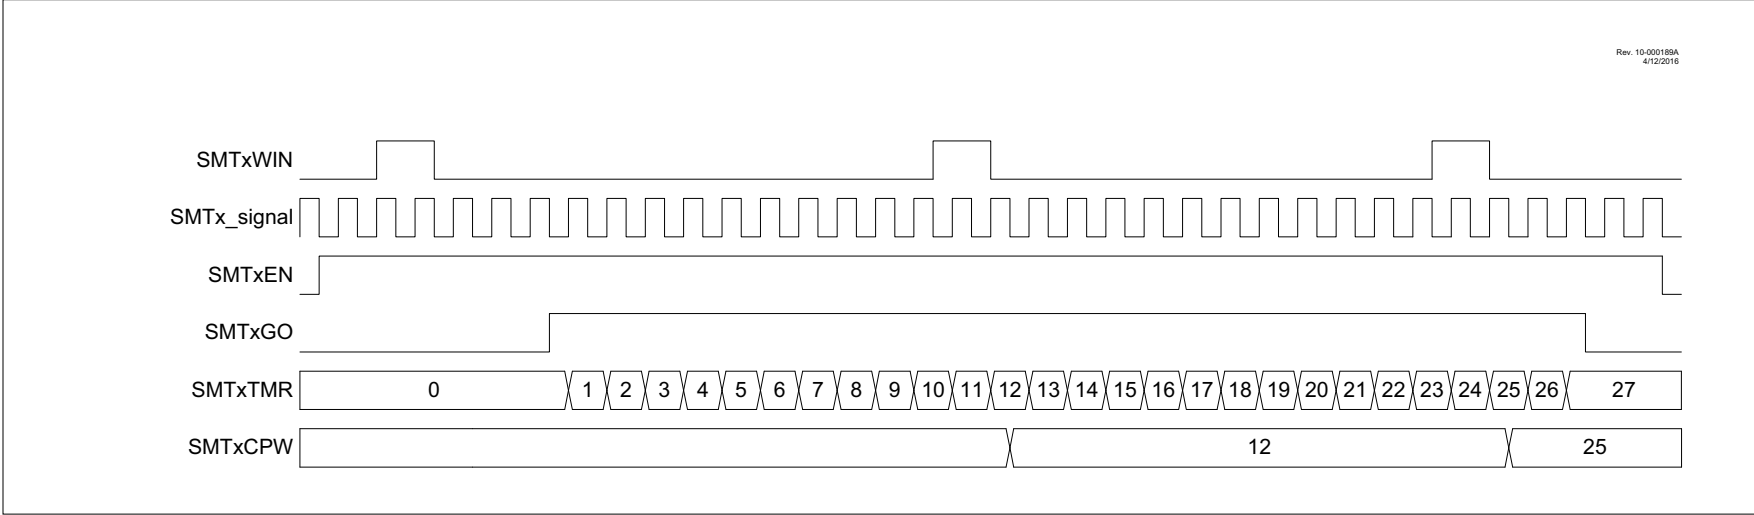 Rev. 10-000189A
4/12/2016
SMTxWIN
SMTx_signal
SMTxEN
SMTxGO
SMTxTMR 0 1 2 3 4 5 6 7 8 9 10 11 12 13 14 15 16 17 18 19 20 21 22 23 24 25 26 27
SMTxCPW 12 25